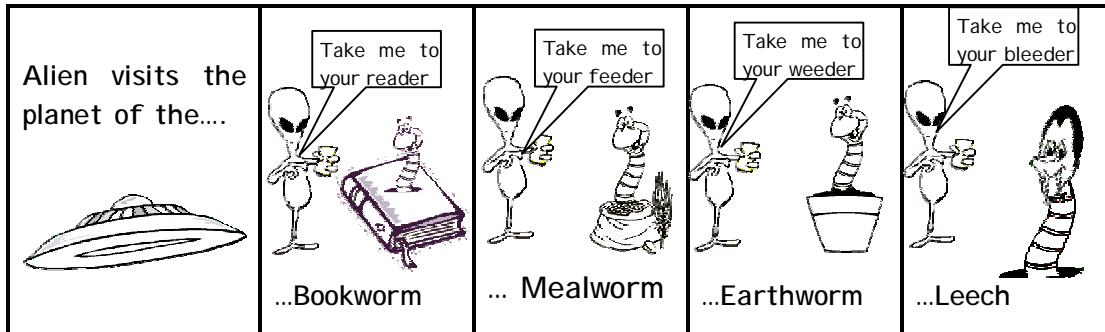 Alien visits the
planet of the....
Take me to
your reader
...Bookworm
Take me to
your feeder
... Mealworm
Take me to
your weeder
...Earthworm
Take me to
your bleeder
...Leech